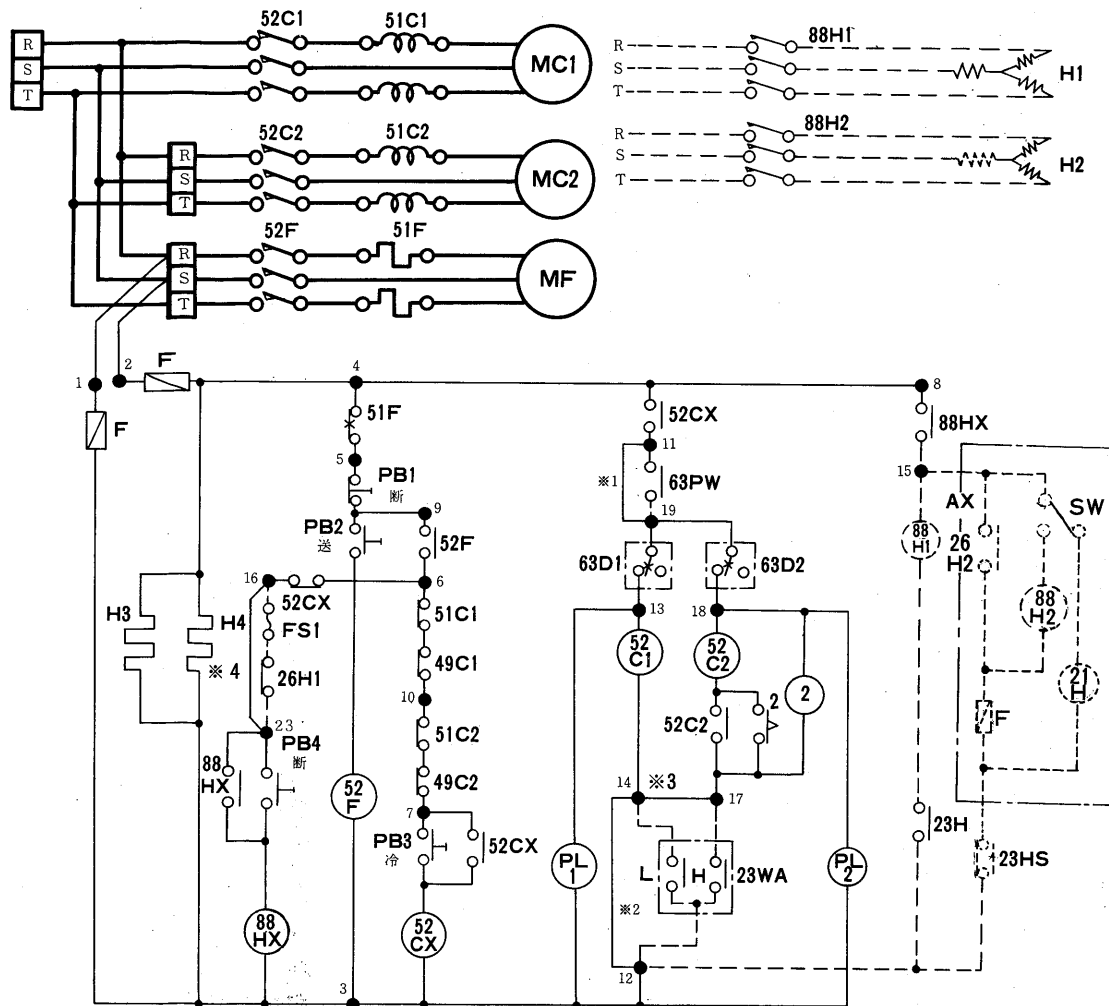 52C1 51C1
R
S
T
MC1
R 88H1
S H1
T
52C2 51C2
R
S
T
MC2
R 88H2
S H2
T
52F 51F
R
S
T
MF
1 2 F 4 8
F
51F 52CX 88HX
5 11 15
PB1 ※1 63PW
断 19
9
PB2 52F
送
AX SW
26
H2
88
H1
88
H2
21
H
63D1 63D2
16 6 13 18
52CX
FS1 51C1
H3 H4
※4
26H1 49C1
52
C1
52
C2
2
10
52C2 2
F
23 51C2
PB4
断
88
HX
49C2
52
F
14 ※3 17
7
PB3 52CX
冷
23H
PL
1
L H 23WA
PL
2
23HS
88
HX
52
CX
※2
12
3